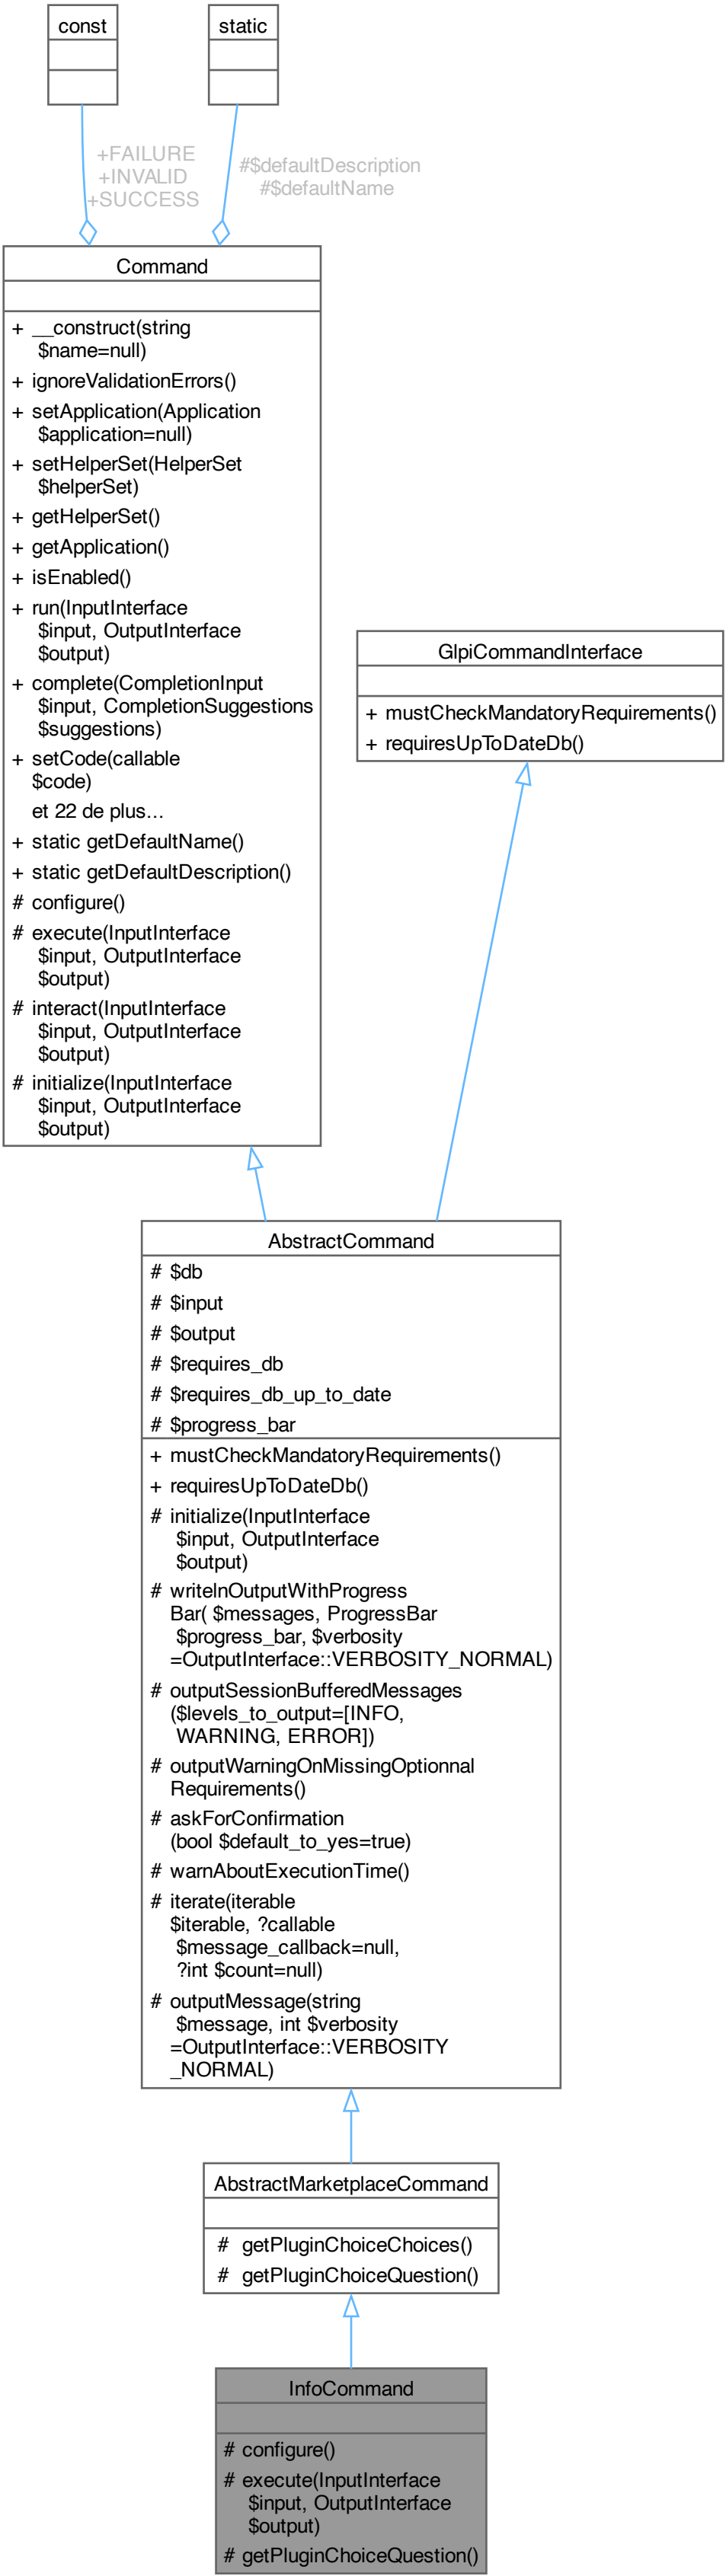 const
static
+FAILURE
+INVALID
+SUCCESS
#$defaultDescription
#$defaultName
Command
+ __construct(string
$name=null)
+ ignoreValidationErrors()
+ setApplication(Application
$application=null)
+ setHelperSet(HelperSet
$helperSet)
+ getHelperSet()
+ getApplication()
+ isEnabled()
+ run(InputInterface
$input, OutputInterface
$output)
+ complete(CompletionInput
$input, CompletionSuggestions
$suggestions)
+ setCode(callable
$code)
et 22 de plus...
+ static getDefaultName()
+ static getDefaultDescription()
# configure()
# execute(InputInterface
$input, OutputInterface
$output)
# interact(InputInterface
$input, OutputInterface
$output)
# initialize(InputInterface
$input, OutputInterface
$output)
GlpiCommandInterface
+ mustCheckMandatoryRequirements()
+ requiresUpToDateDb()
AbstractCommand
# $db
# $input
# $output
# $requires_db
# $requires_db_up_to_date
# $progress_bar
+ mustCheckMandatoryRequirements()
+ requiresUpToDateDb()
# initialize(InputInterface
$input, OutputInterface
$output)
# writelnOutputWithProgress
Bar( $messages, ProgressBar
$progress_bar, $verbosity
=OutputInterface::VERBOSITY_NORMAL)
# outputSessionBufferedMessages
($levels_to_output=[INFO,
WARNING, ERROR])
# outputWarningOnMissingOptionnal
Requirements()
# askForConfirmation
(bool $default_to_yes=true)
# warnAboutExecutionTime()
# iterate(iterable
$iterable, ?callable
$message_callback=null,
?int $count=null)
# outputMessage(string
$message, int $verbosity
=OutputInterface::VERBOSITY
_NORMAL)
AbstractMarketplaceCommand
# getPluginChoiceChoices()
# getPluginChoiceQuestion()
InfoCommand
# configure()
# execute(InputInterface
$input, OutputInterface
$output)
# getPluginChoiceQuestion()